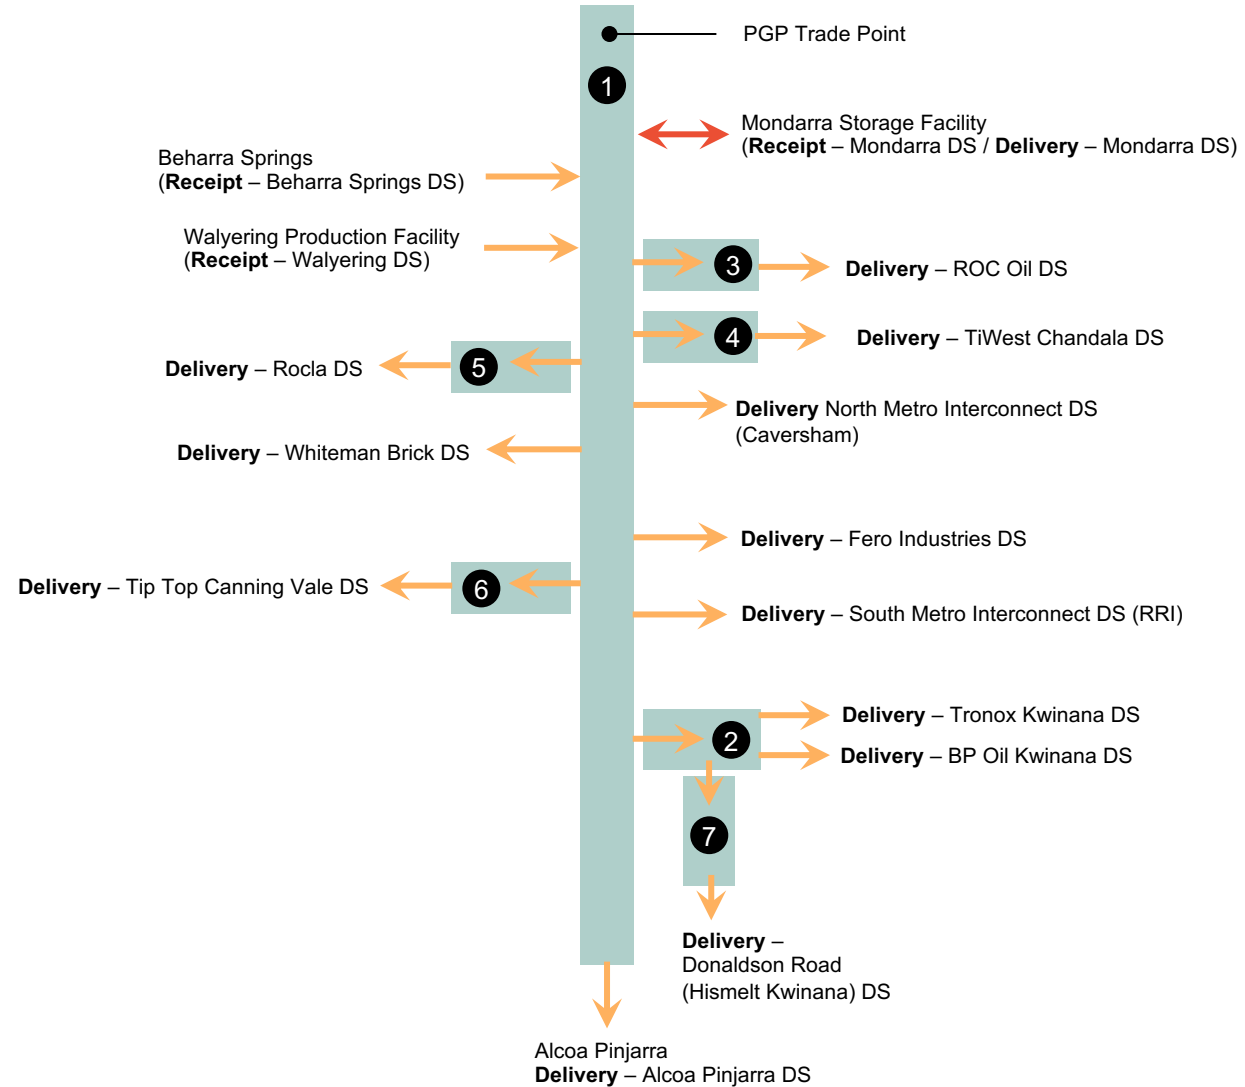 PGP Trade Point
1
Mondarra Storage Facility
(Receipt – Mondarra DS / Delivery – Mondarra DS)
Beharra Springs
(Receipt – Beharra Springs DS)
Walyering Production Facility
(Receipt – Walyering DS)
3
Delivery – ROC Oil DS
4
Delivery – TiWest Chandala DS
Delivery – Rocla DS
5
Delivery North Metro Interconnect DS
(Caversham)
Delivery – Whiteman Brick DS
Delivery – Fero Industries DS
Delivery – Tip Top Canning Vale DS
6
Delivery – South Metro Interconnect DS (RRI)
Delivery – Tronox Kwinana DS
2
Delivery – BP Oil Kwinana DS
7
Delivery –
Donaldson Road
(Hismelt Kwinana) DS
Alcoa Pinjarra
Delivery – Alcoa Pinjarra DS